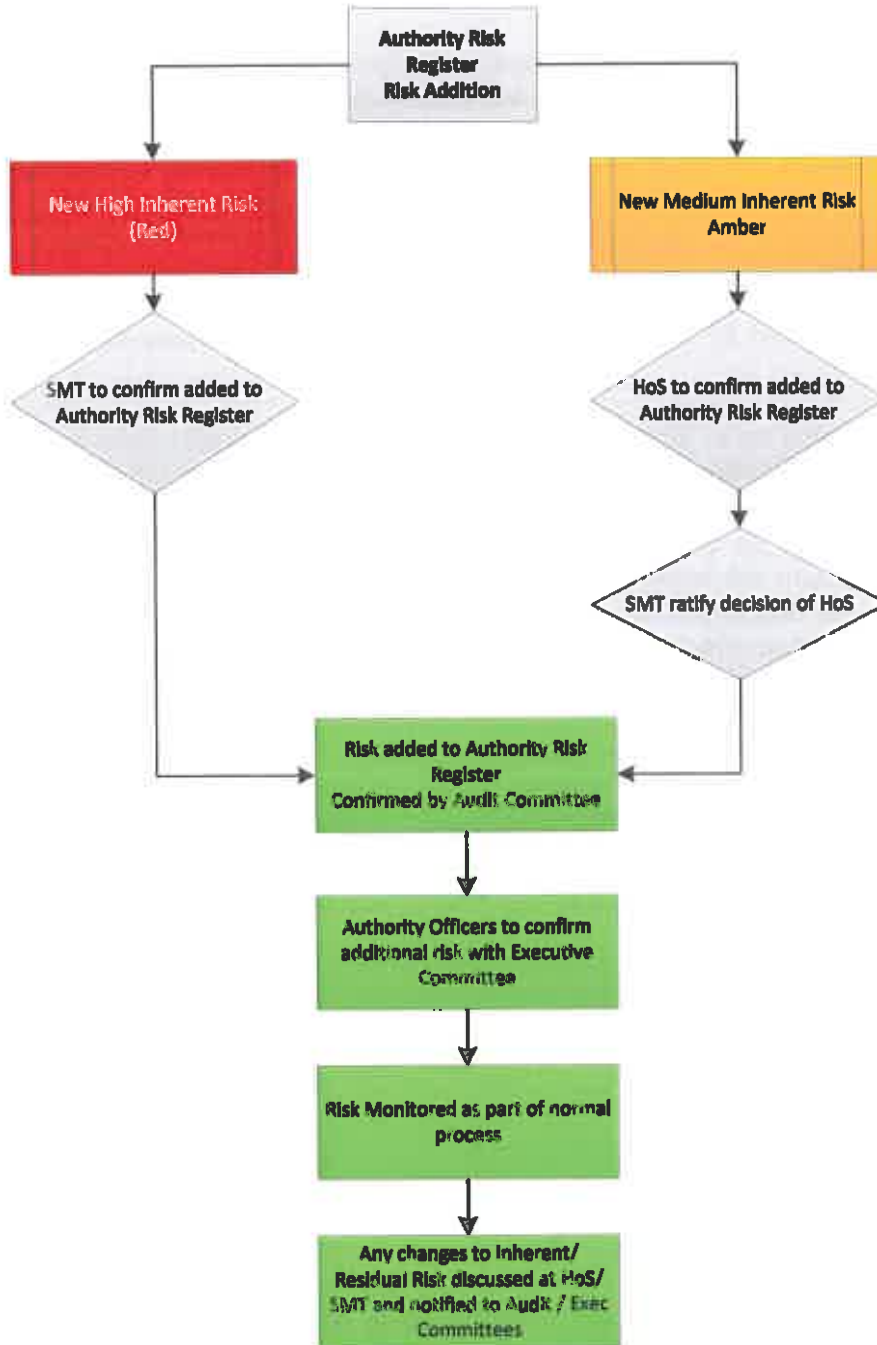 Authority Risk
Register
Risk Addition
New High Inherent Risk
(Red)
New Medium Inherent Risk
Amber
SMT to confirm added to
Authority Risk Register
HoS to confirm added to
Authority Risk Register
SMT ratify decision of HoS
Risk added to Authority Risk
Register
Confirmed by Audit Committee
Authority Officers to confirm
additional risk with Executive
Committee
Risk Monitored as part of normal
process
Any changes to Inherent/
Residual Risk discussed at HoS/
SMT and notified to Audit / Exec
Committees